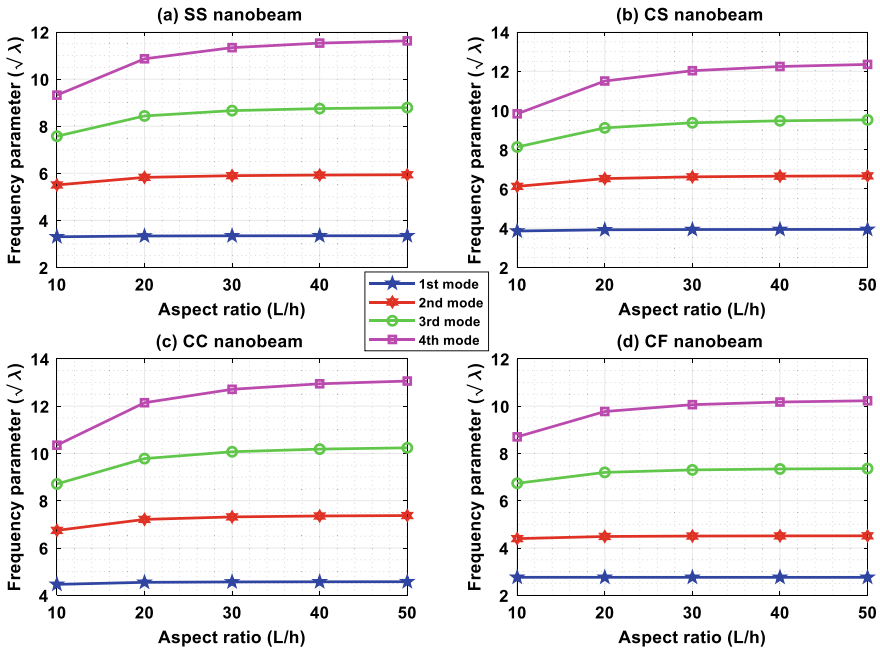 (a) SS nanobeam
Frequency parameter (√λ)
12
10
8
6
4
2
10 20 30 40 50
Aspect ratio (L/h)
(b) CS nanobeam
Frequency parameter (√λ)
14
12
10
8
6
4
2
10 20 30 40 50
Aspect ratio (L/h)
1st mode
2nd mode
3rd mode
4th mode
(c) CC nanobeam
Frequency parameter (√λ)
14
12
10
8
6
4
10 20 30 40 50
Aspect ratio (L/h)
(d) CF nanobeam
Frequency parameter (√λ)
12
10
8
6
4
2
10 20 30 40 50
Aspect ratio (L/h)